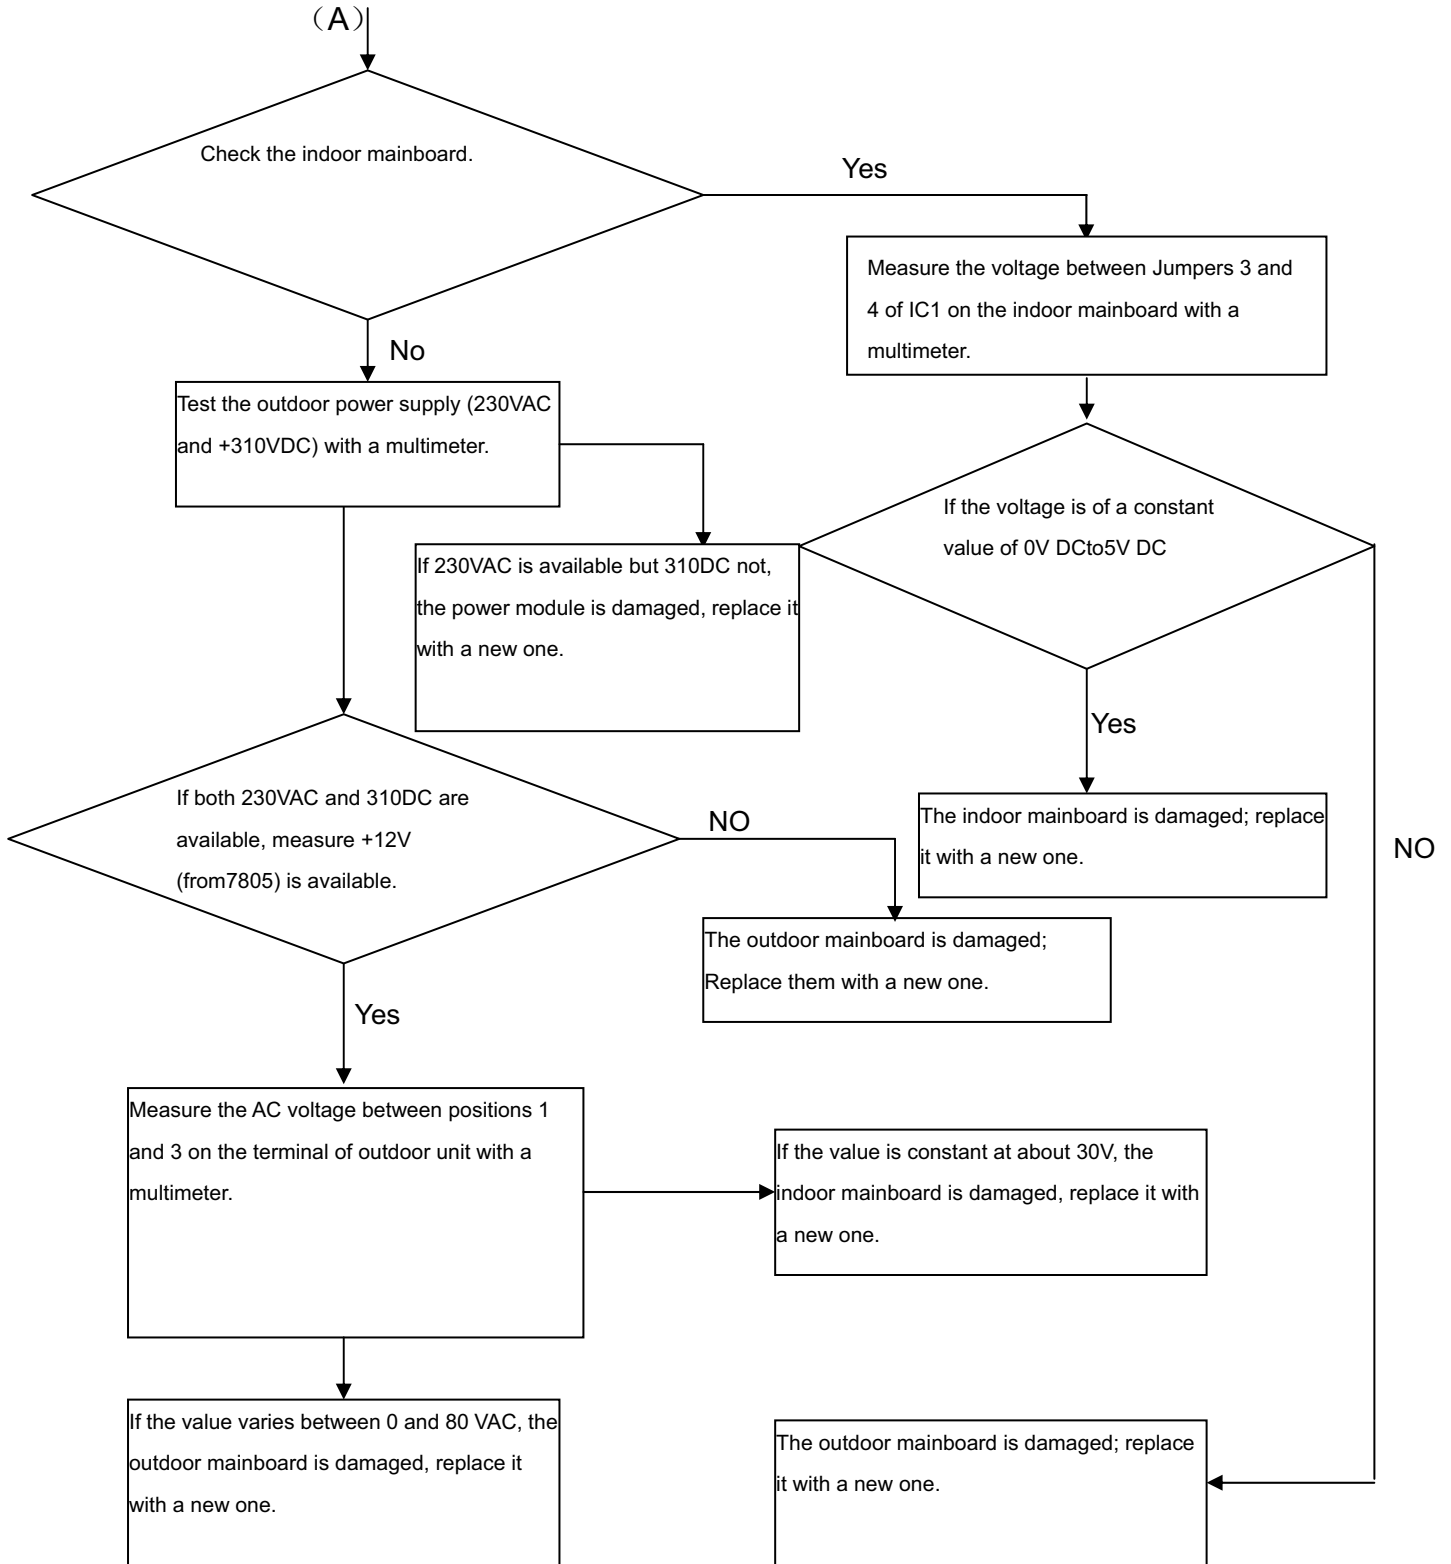 （A）
Check the indoor mainboard.
Yes
Measure the voltage between Jumpers 3 and
4 of IC1 on the indoor mainboard with a
multimeter.
No
Test the outdoor power supply (230VAC
and +310VDC) with a multimeter.
If the voltage is of a constant
value of 0V DCto5V DC
If 230VAC is available but 310DC not,
the power module is damaged, replace it
with a new one.
Yes
If both 230VAC and 310DC are
available, measure +12V
(from7805) is available.
NO
The indoor mainboard is damaged; replace
it with a new one.
NO
The outdoor mainboard is damaged;
Replace them with a new one.
Yes
Measure the AC voltage between positions 1
and 3 on the terminal of outdoor unit with a
multimeter.
If the value is constant at about 30V, the
indoor mainboard is damaged, replace it with
a new one.
If the value varies between 0 and 80 VAC, the
outdoor mainboard is damaged, replace it
with a new one.
The outdoor mainboard is damaged; replace
it with a new one.